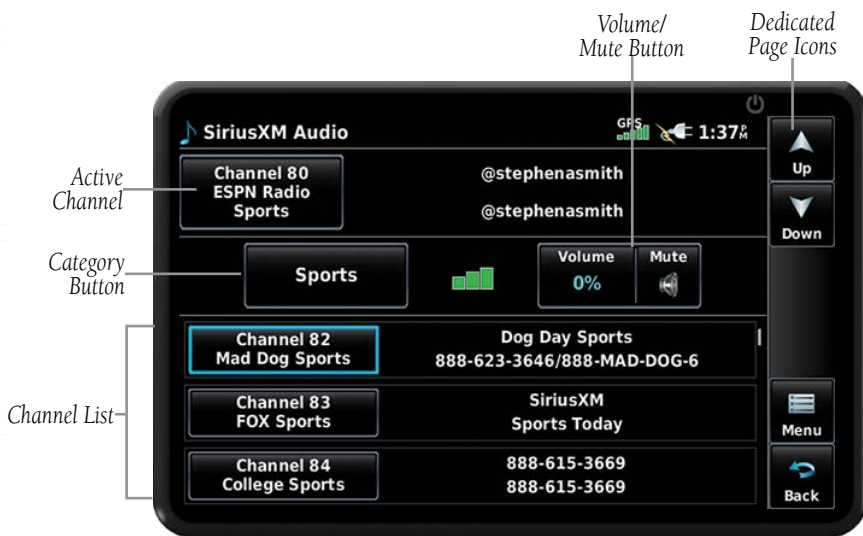 Volume/
Mute Button
Dedicated
Page Icons
SiriusXM Audio
GPS
1:37PM
Up
Active
Channel
Channel 80
ESPN Radio
Sports
@stephenasmith
@stephenasmith
Down
Category
Button
Sports
Volume
0%
Mute
Channel List
Channel 82
Mad Dog Sports
Dog Day Sports
888-623-3646/888-MAD-DOG-6
Channel 83
FOX Sports
SiriusXM
Sports Today
Menu
Channel 84
College Sports
888-615-3669
888-615-3669
Back